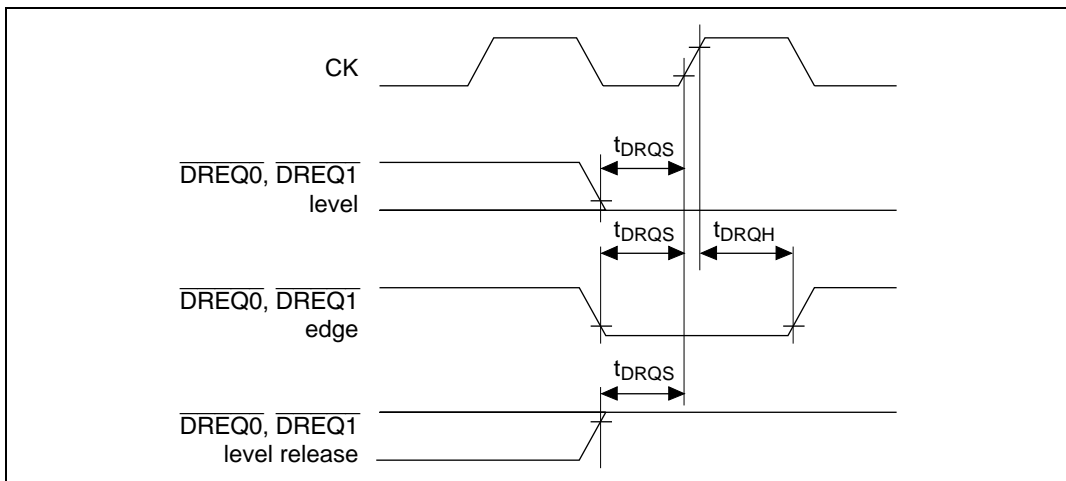 CK
tDRQS
DREQ0, DREQ1
level
tDRQS
tDRQH
DREQ0, DREQ1
edge
tDRQS
DREQ0, DREQ1
level release